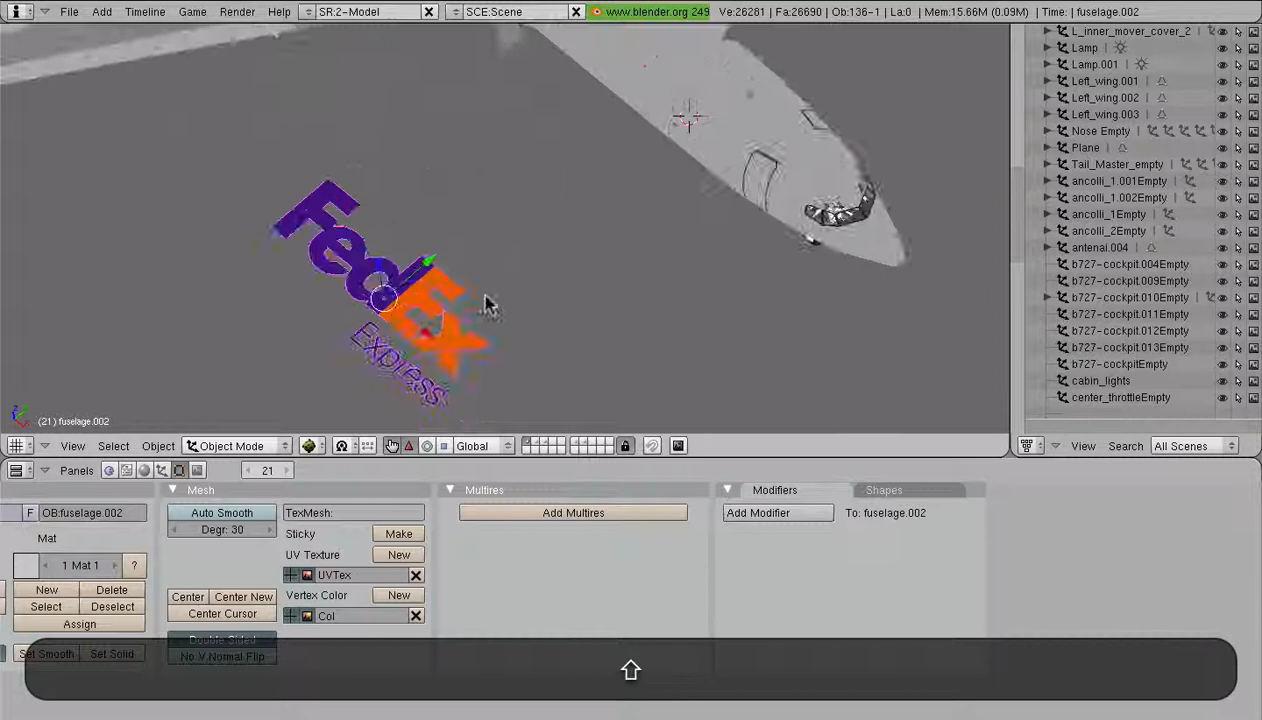 File Add Timeline Game Render Help SR:2-Model SCE:Scene www.blender.org 249 Ve:26281 | Fa:26690 | Ob:136-1 | La:0 | Mem:15.66M (0.09M) | Time: | fuselage.002
L_inner_mover_cover_2
Lamp
Lamp.001
Left_wing.001
Left_wing.002
Left_wing.003
Nose Empty
Plane
Tail_Master_empty
ancolli_1.001Empty
ancolli_1.002Empty
ancolli_1Empty
ancolli_2Empty
antenai.004
b727-cockpit.004Empty
b727-cockpit.009Empty
b727-cockpit.010Empty
b727-cockpit.011Empty
b727-cockpit.012Empty
b727-cockpit.013Empty
b727-cockpitEmpty
cabin_lights
center_throttleEmpty
FedEx
Express
(21) fuselage.002
View Select Object Object Mode Global
View Search All Scenes
Panels 21
Mesh
Multires
Modifiers
Shapes
F OB:fuselage.002
Auto Smooth
TexMesh:
Add Multires
Add Modifier
To: fuselage.002
Degr: 30
Sticky Make
Mat
UV Texture New
1 Mat 1 ?
UVTex
New Delete
Center Center New
Vertex Color New
Select Deselect
Center Cursor
Col
Assign
Double Sided
Set Smooth Set Solid
No V.Normal Flip